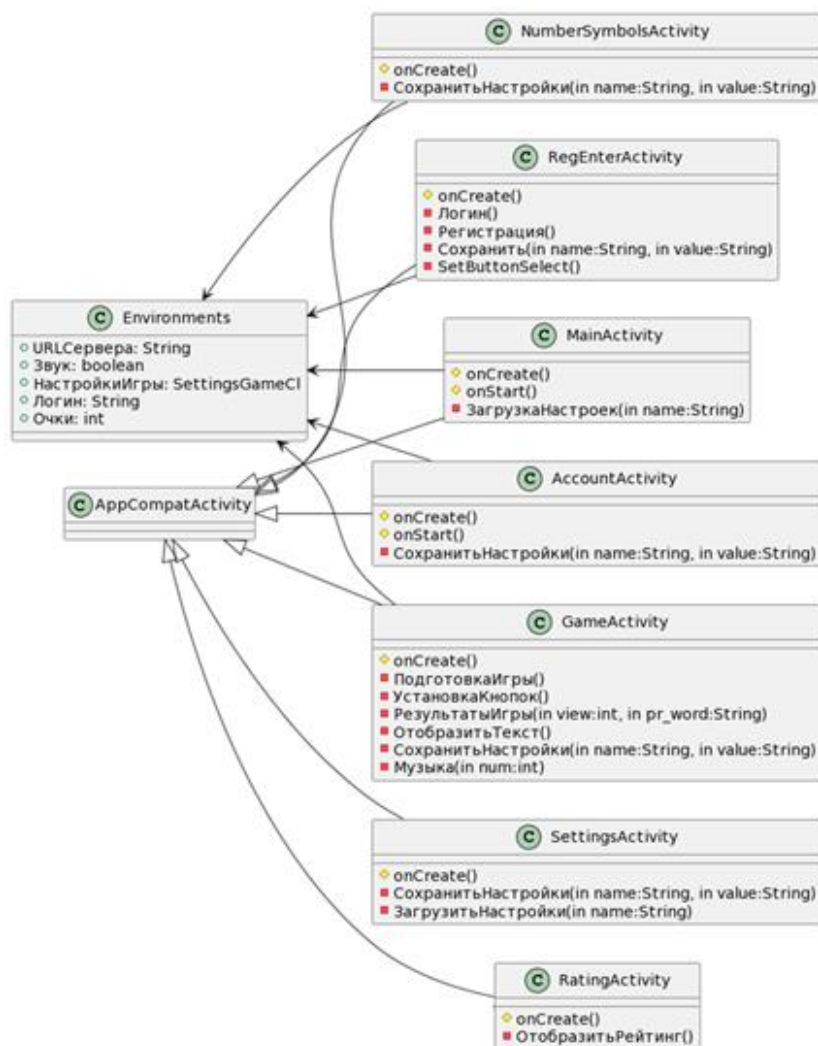 C NumberSymbolsActivity
onCreate()
СохранитьНастройки(in name:String, in value:String)
C RegEnterActivity
onCreate()
Логин()
Регистрация()
Сохранить(in name:String, in value:String)
SetButtonSelect()
C Environments
URLСервера: String
Звук: boolean
НастройкиИгры: SettingsGameCl
Логин: String
Очки: int
C MainActivity
onCreate()
onStart()
ЗагрузкаНастроек(in name:String)
C AppCompatActivity
C AccountActivity
onCreate()
onStart()
СохранитьНастройки(in name:String, in value:String)
C GameActivity
onCreate()
ПодготовкаИгры()
УстановкаКнопок()
РезультатыИгры(in view:int, in pr_word:String)
ОтобразитьТекст()
СохранитьНастройки(in name:String, in value:String)
Музыка(in num:int)
C SettingsActivity
onCreate()
СохранитьНастройки(in name:String, in value:String)
ЗагрузитьНастройки(in name:String)
C RatingActivity
onCreate()
ОтобразитьРейтинг()